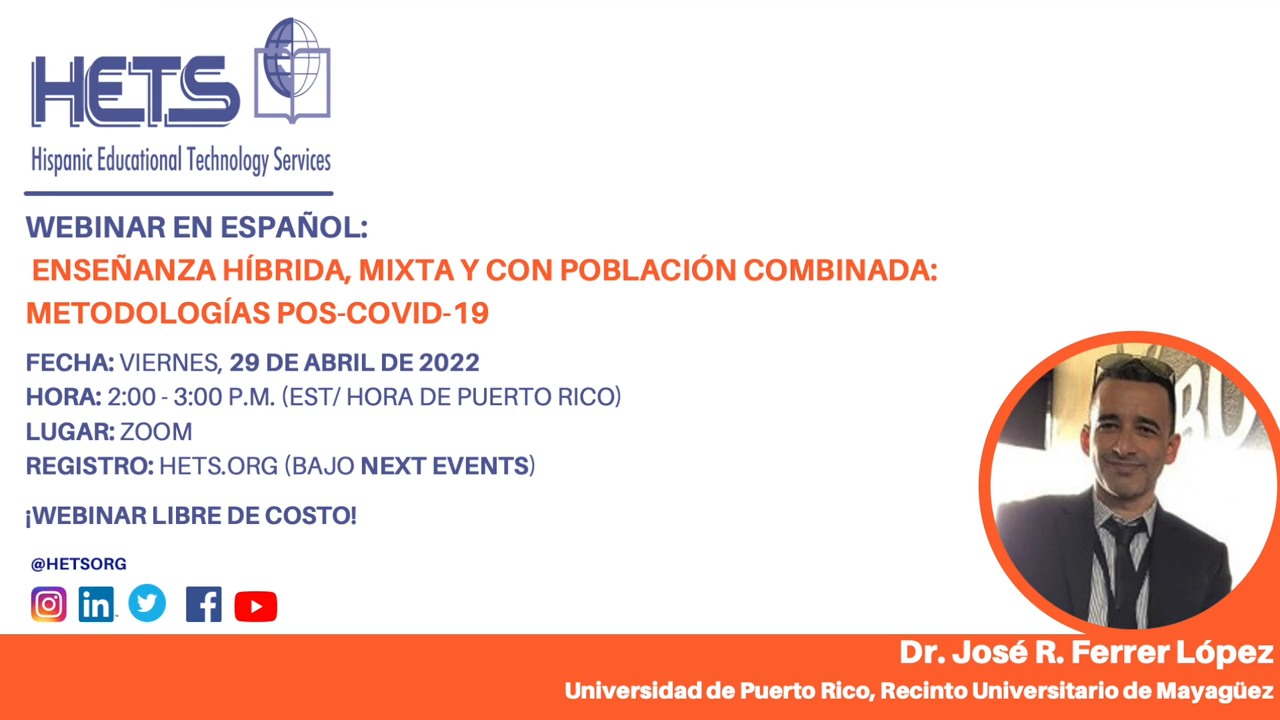 HETS
Hispanic Educational Technology Services
WEBINAR EN ESPAÑOL:
ENSEÑANZA HÍBRIDA, MIXTA Y CON POBLACIÓN COMBINADA:
METODOLOGÍAS POS-COVID-19
FECHA: VIERNES, 29 DE ABRIL DE 2022
HORA: 2:00 - 3:00 P.M. (EST/ HORA DE PUERTO RICO)
LUGAR: ZOOM
REGISTRO: HETS.ORG (BAJO NEXT EVENTS)
¡WEBINAR LIBRE DE COSTO!
@HETSORG
in
Dr. José R. Ferrer López
Universidad de Puerto Rico, Recinto Universitario de Mayagüez